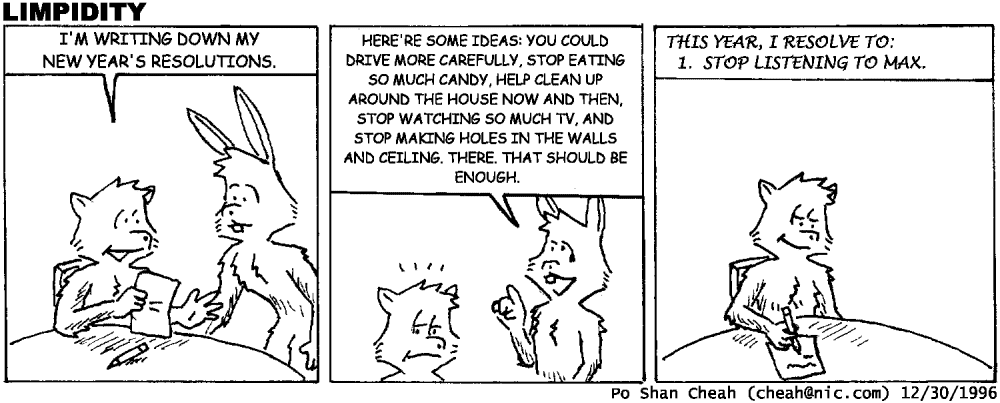 LIMPIDITY
I'M WRITING DOWN MY
NEW YEAR'S RESOLUTIONS.
HERE'RE SOME IDEAS: YOU COULD
DRIVE MORE CAREFULLY, STOP EATING
SO MUCH CANDY, HELP CLEAN UP
AROUND THE HOUSE NOW AND THEN,
STOP WATCHING SO MUCH TV, AND
STOP MAKING HOLES IN THE WALLS
AND CEILING. THERE. THAT SHOULD BE
ENOUGH.
THIS YEAR, I RESOLVE TO:
1. STOP LISTENING TO MAX.
Po Shan Cheah (cheah@nic.com) 12/30/1996